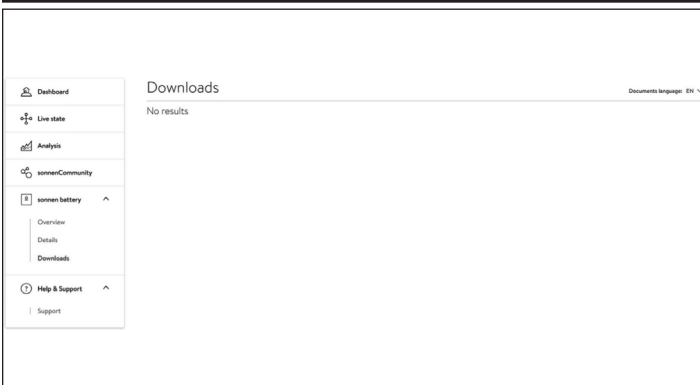 Dashboard
Live state
Analysis
sonnenCommunity
sonnen battery
Overview
Details
Downloads
Help & Support
Support
Downloads
Documents language: EN
No results